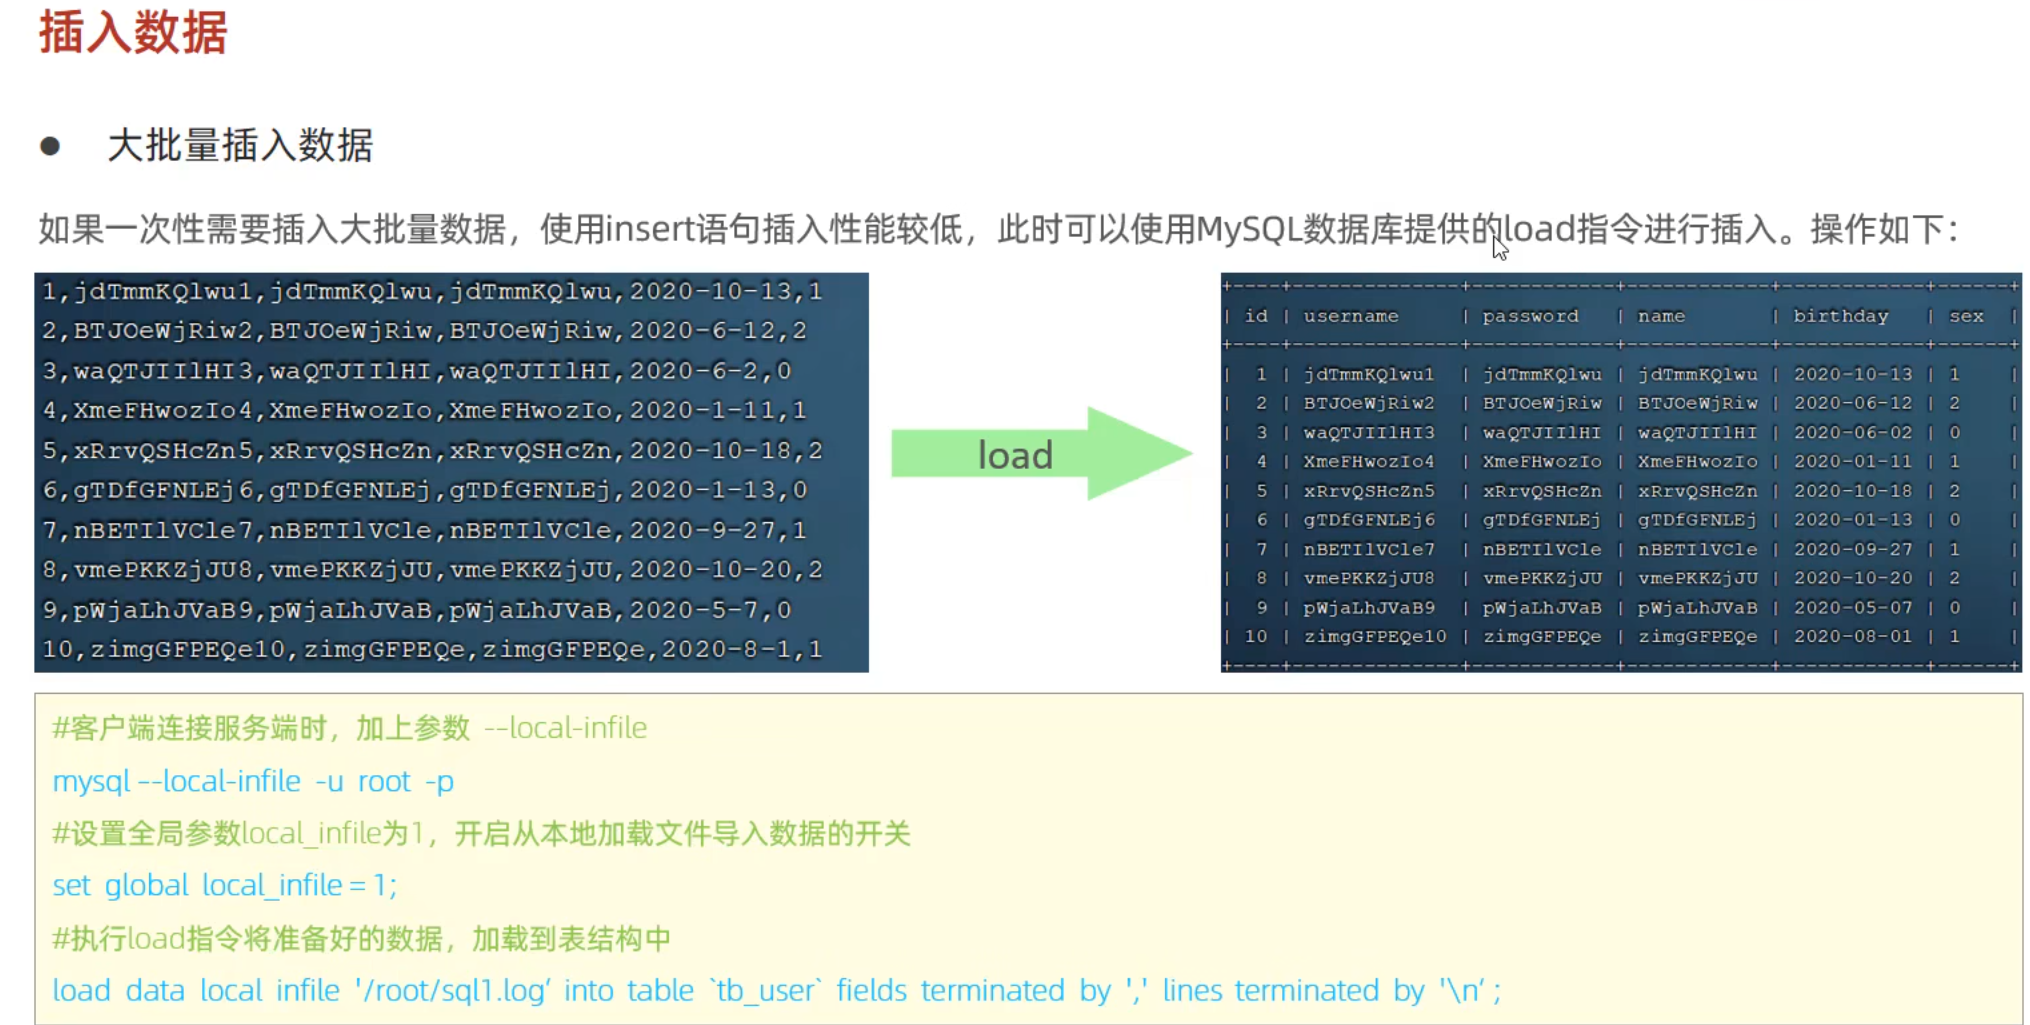 插入数据
● 大批量插入数据
如果一次性需要插入大批量数据，使用insert语句插入性能较低，此时可以使用MySQL数据库提供的load指令进行插入。操作如下：
1,jdTmmKQlwu1,jdTmmKQlwu,jdTmmKQlwu,2020-10-13,1
2,BTJOeWjRiw2,BTJOeWjRiw,BTJOeWjRiw,2020-6-12,2
3,waQTJIIlHI3,waQTJIIlHI,waQTJIIlHI,2020-6-2,0
4,XmeFHwozIo4,XmeFHwozIo,XmeFHwozIo,2020-1-11,1
5,xRrvQSHcZn5,xRrvQSHcZn,xRrvQSHcZn,2020-10-18,2
6,gTDfGFNLEj6,gTDfGFNLEj,gTDfGFNLEj,2020-1-13,0
7,nBETIlVCle7,nBETIlVCle,nBETIlVCle,2020-9-27,1
8,vmePKKZjJU8,vmePKKZjJU,vmePKKZjJU,2020-10-20,2
9,pWjaLhJVaB9,pWjaLhJVaB,pWjaLhJVaB,2020-5-7,0
10,zimgGFPEQe10,zimgGFPEQe,zimgGFPEQe,2020-8-1,1
load
| id | username | password | name | birthday | sex |
| 1 | jdTmmKQlwu1 | jdTmmKQlwu | jdTmmKQlwu | 2020-10-13 | 1 |
| 2 | BTJOeWjRiw2 | BTJOeWjRiw | BTJOeWjRiw | 2020-06-12 | 2 |
| 3 | waQTJIIlHI3 | waQTJIIlHI | waQTJIIlHI | 2020-06-02 | 0 |
| 4 | XmeFHwozIo4 | XmeFHwozIo | XmeFHwozIo | 2020-01-11 | 1 |
| 5 | xRrvQSHcZn5 | xRrvQSHcZn | xRrvQSHcZn | 2020-10-18 | 2 |
| 6 | gTDfGFNLEj6 | gTDfGFNLEj | gTDfGFNLEj | 2020-01-13 | 0 |
| 7 | nBETIlVCle7 | nBETIlVCle | nBETIlVCle | 2020-09-27 | 1 |
| 8 | vmePKKZjJU8 | vmePKKZjJU | vmePKKZjJU | 2020-10-20 | 2 |
| 9 | pWjaLhJVaB9 | pWjaLhJVaB | pWjaLhJVaB | 2020-05-07 | 0 |
| 10 | zimgGFPEQe10 | zimgGFPEQe | zimgGFPEQe | 2020-08-01 | 1 |
#客户端连接服务端时，加上参数 --local-infile
mysql --local-infile -u root -p
#设置全局参数local_infile为1，开启从本地加载文件导入数据的开关
set global local_infile = 1;
#执行load指令将准备好的数据，加载到表结构中
load data local infile '/root/sql1.log’ into table `tb_user` fields terminated by ',' lines terminated by '\n’ ;